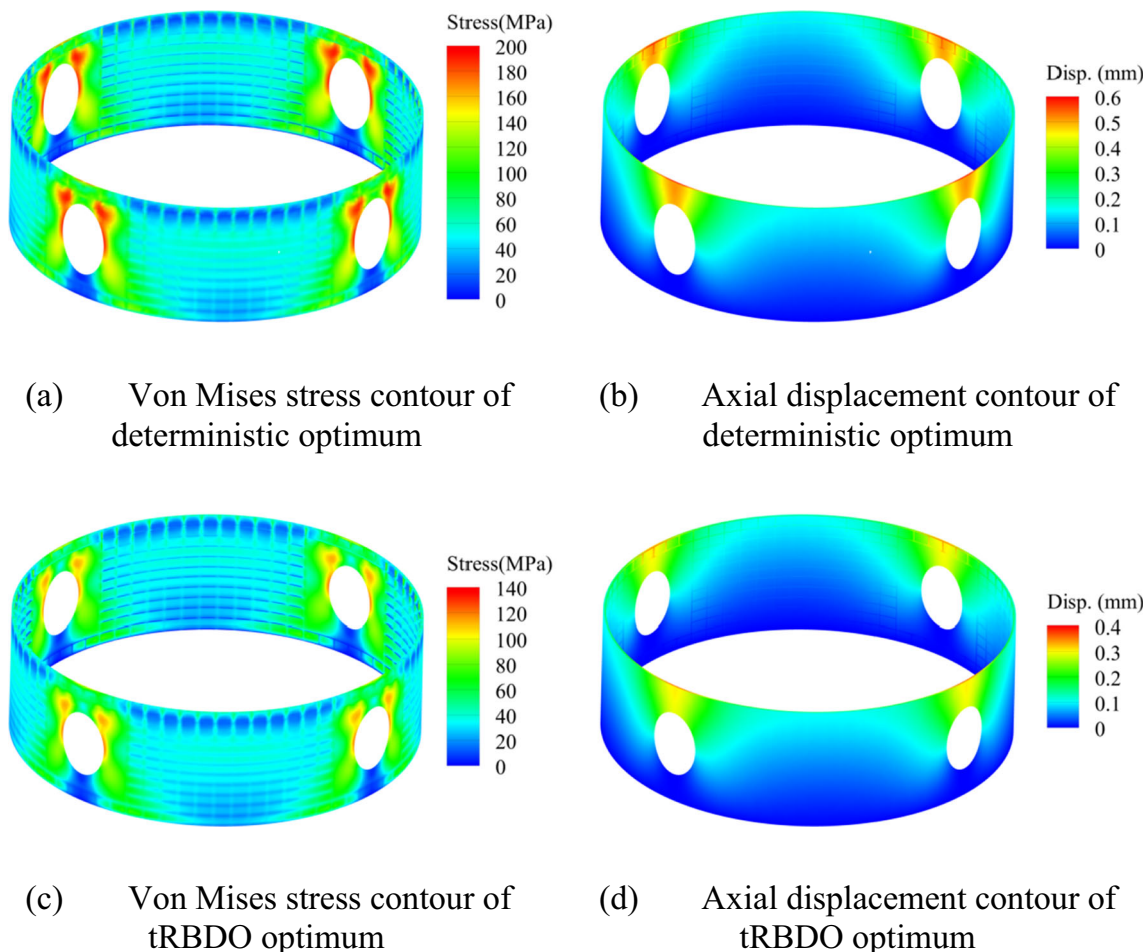 Stress(MPa)
200
180
160
140
120
100
80
60
40
20
0
Disp. (mm)
0.6
0.5
0.4
0.3
0.2
0.1
0
(a) Von Mises stress contour of
deterministic optimum
(b) Axial displacement contour of
deterministic optimum
Stress(MPa)
140
120
100
80
60
40
20
0
Disp. (mm)
0.4
0.3
0.2
0.1
0
(c) Von Mises stress contour of
tRBDO optimum
(d) Axial displacement contour of
tRBDO optimum